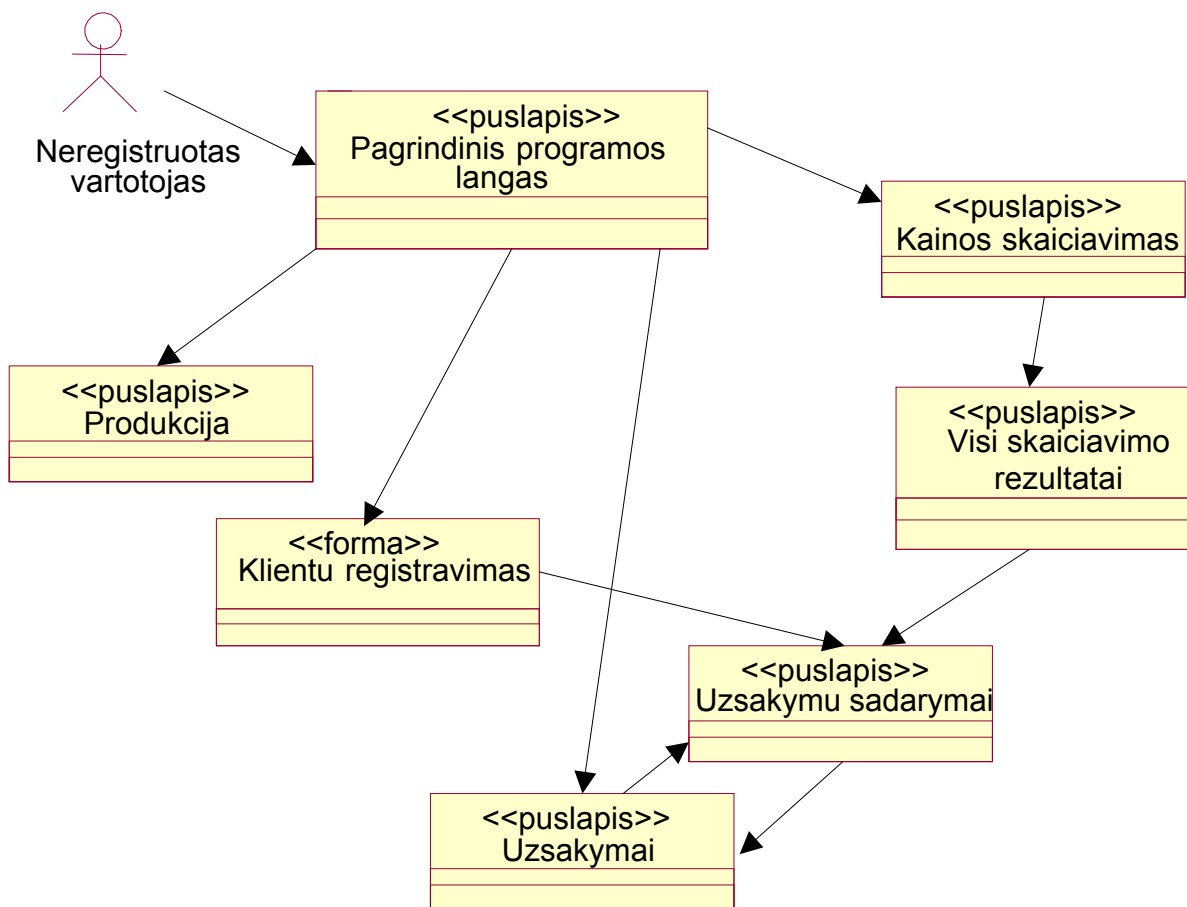 Neregistruotas
vartotojas
<<puslapis>>
Pagrindinis programos
langas
<<puslapis>>
Kainos skaiciavimas
<<puslapis>>
Produkcija
<<puslapis>>
Visi skaiciavimo
rezultatai
<<forma>>
Klientu registravimas
<<puslapis>>
Uzsakymu sadarymai
<<puslapis>>
Uzsakymai